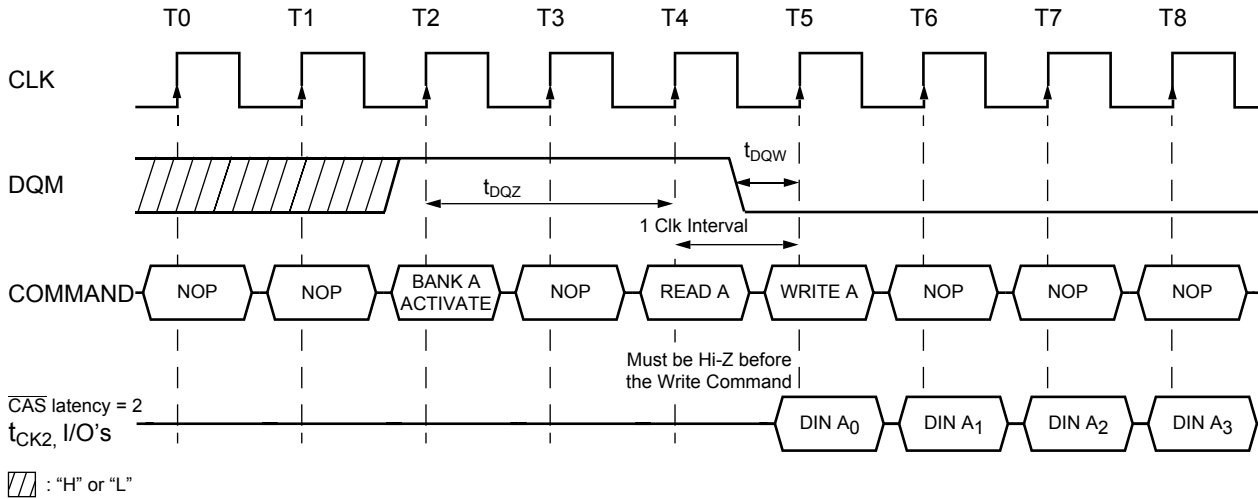 T0 T1 T2 T3 T4 T5 T6 T7 T8
CLK
DQM
tDQW
tDQZ
1 Clk Interval
COMMAND
NOP
NOP
BANK A
ACTIVATE
NOP
READ A
WRITE A
NOP
NOP
NOP
Must be Hi-Z before
the Write Command
CAS latency = 2
tCK2, I/O's
DIN A0
DIN A1
DIN A2
DIN A3
: “H” or “L”